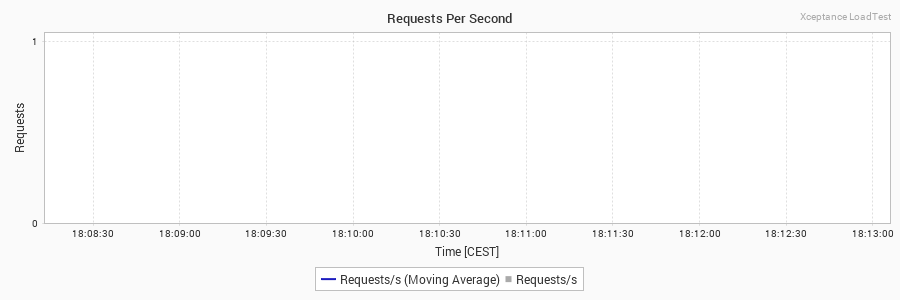 Requests Per Second
Xceptance LoadTest
1
Requests
0
18:08:30 18:09:00 18:09:30 18:10:00 18:10:30 18:11:00 18:11:30 18:12:00 18:12:30 18:13:00
Time [CEST]
Requests/s (Moving Average) Requests/s